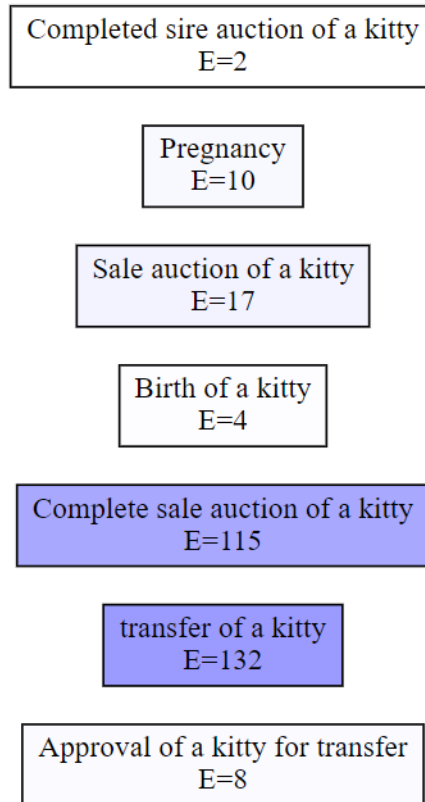 Completed sire auction of a kitty
E=2
Pregnancy
E=10
Sale auction of a kitty
E=17
Birth of a kitty
E=4
Complete sale auction of a kitty
E=115
transfer of a kitty
E=132
Approval of a kitty for transfer
E=8